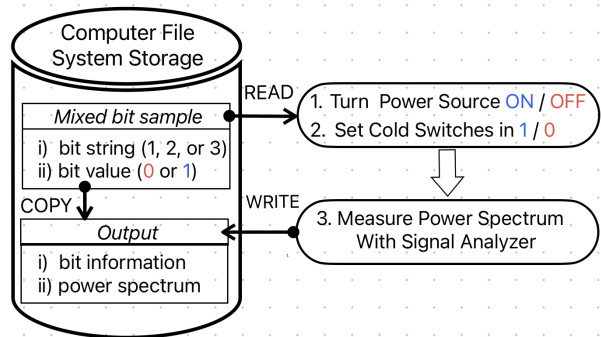 Computer File
System Storage
Mixed bit sample
i) bit string (1, 2, or 3)
ii) bit value (0 or 1)
COPY
Output
i) bit information
ii) power spectrum
READ
1. Turn Power Source ON / OFF
2. Set Cold Switches in 1 / 0
WRITE
3. Measure Power Spectrum
With Signal Analyzer